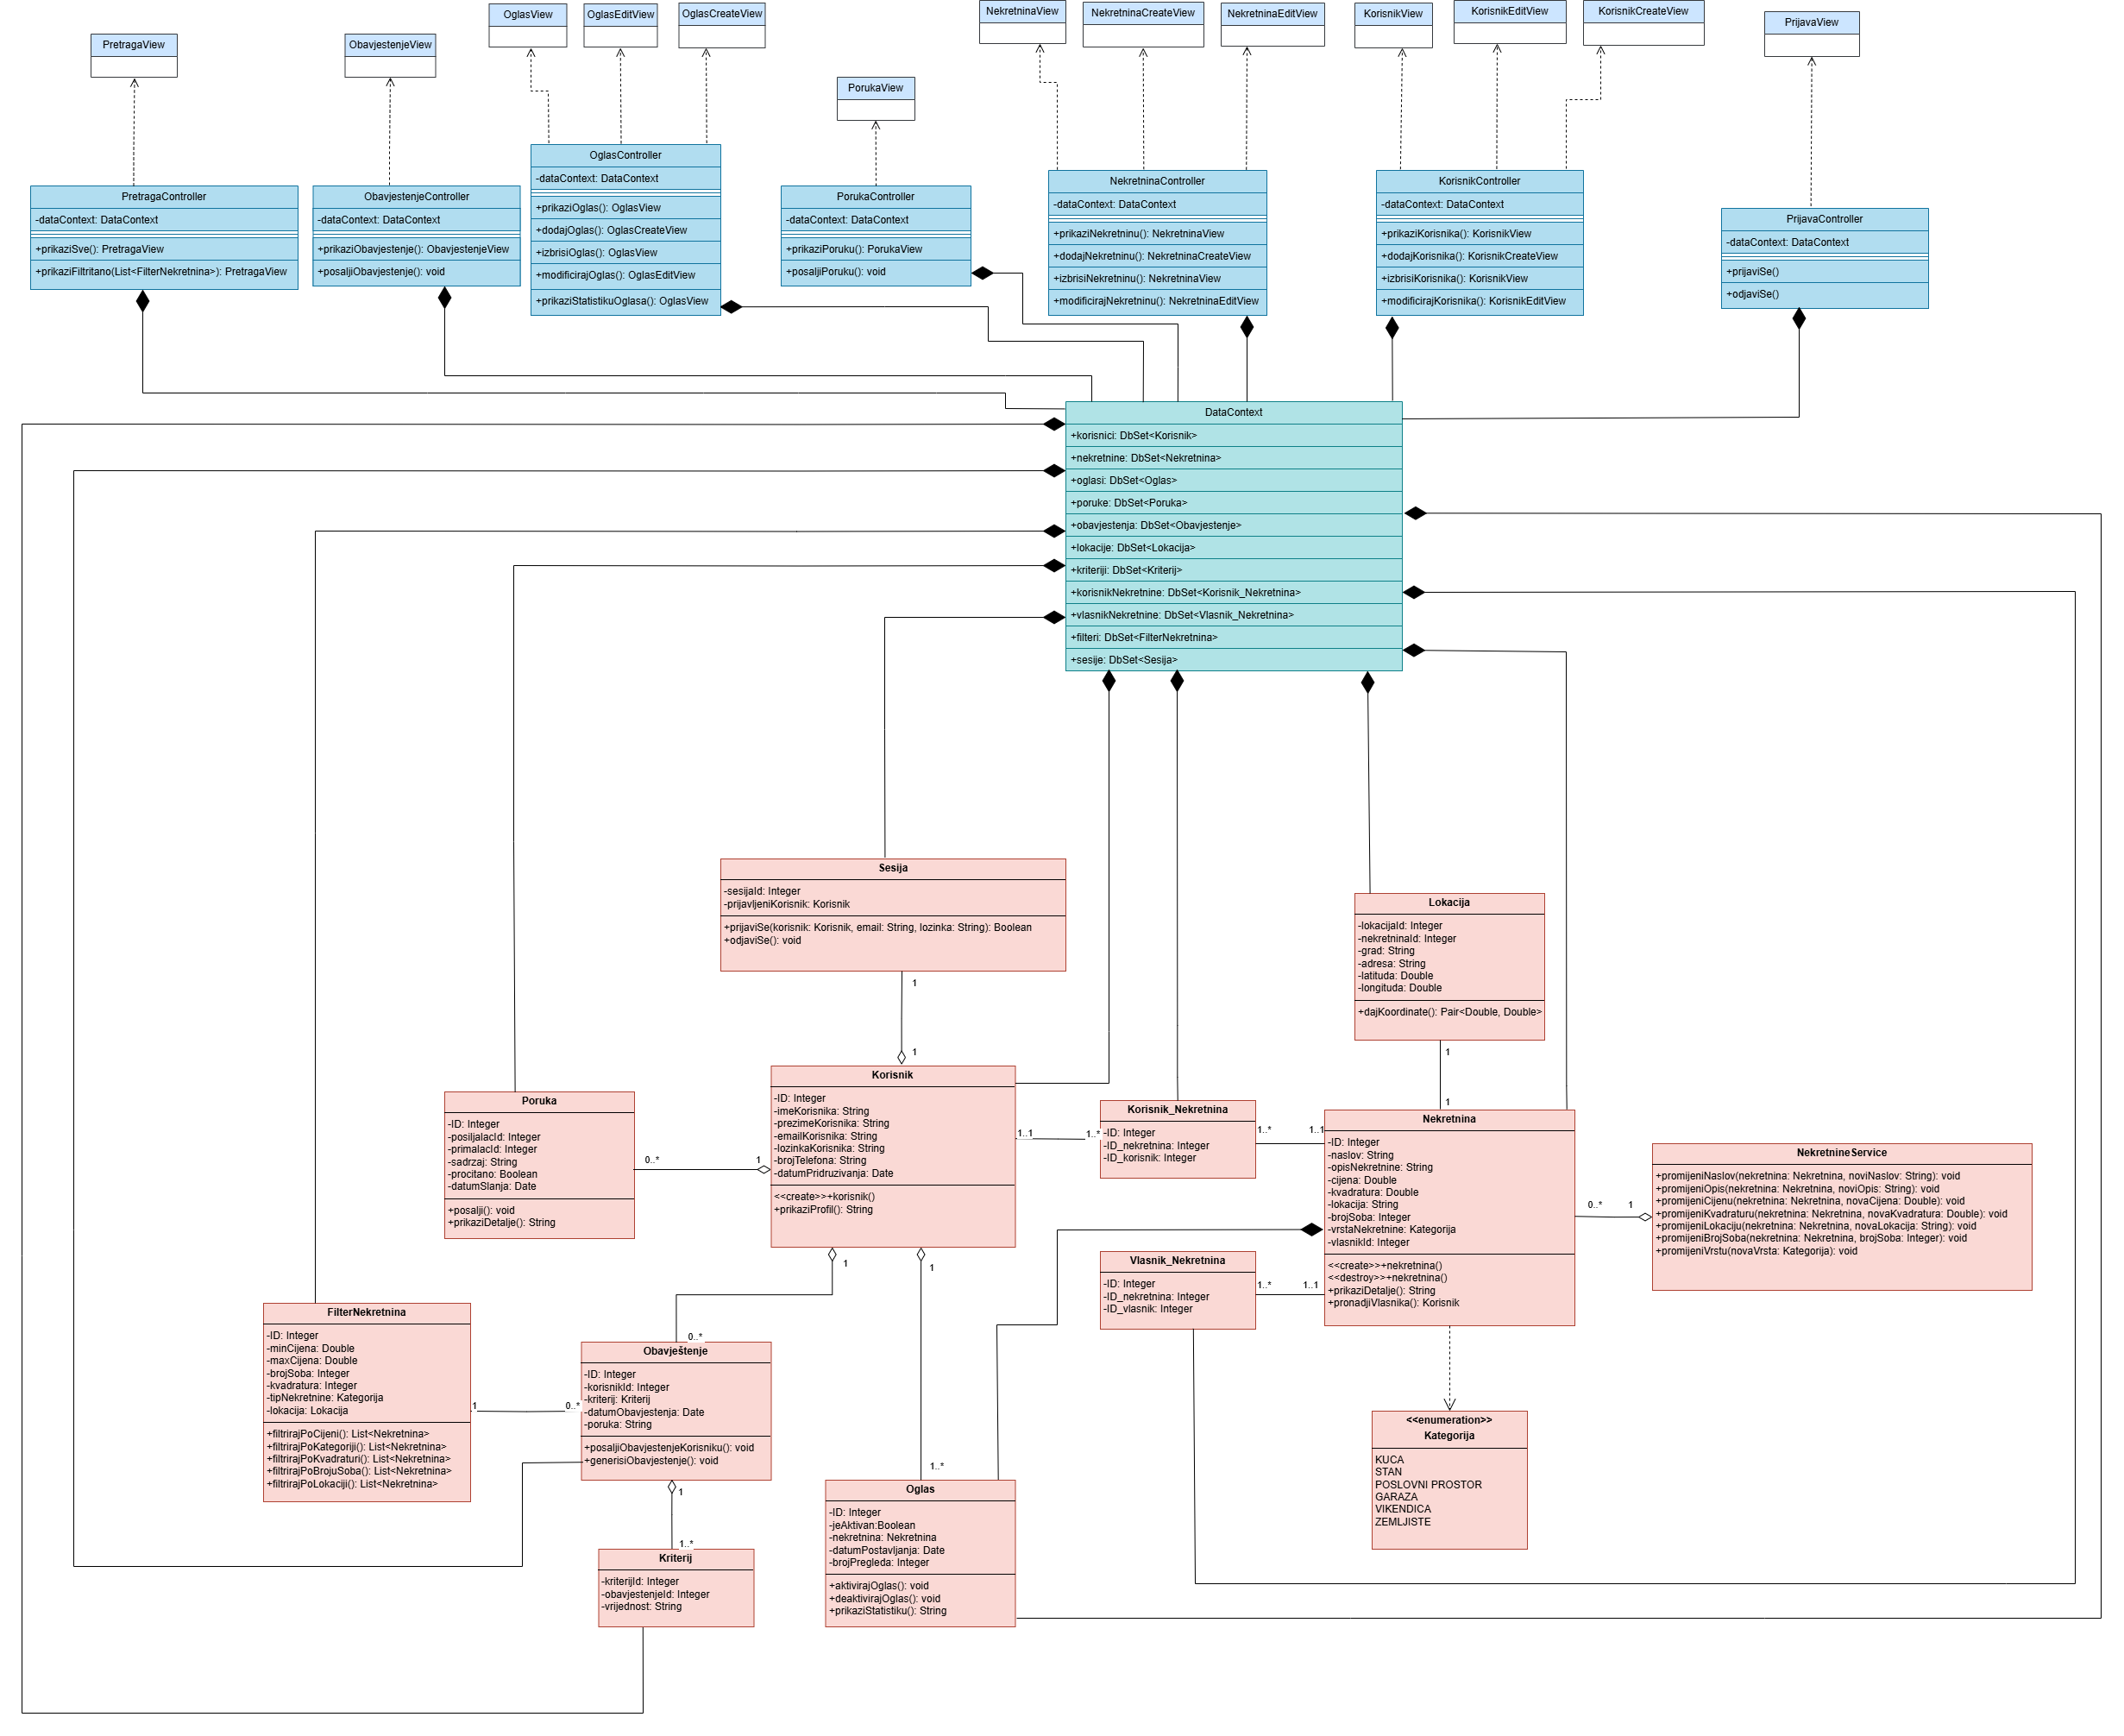 PretragaView
ObavjestenjeView
OglasView
OglasEditView
OglasCreateView
PorukaView
NekretninaView
NekretninaCreateView
NekretninaEditView
KorisnikView
KorisnikEditView
KorisnikCreateView
PrijavaView
PretragaController
-dataContext: DataContext
+prikaziSve(): PretragaView
+prikaziFiltritano(List<FilterNekretnina>): PretragaView
ObavjestenjeController
-dataContext: DataContext
+prikaziObavjestenje(): ObavjestenjeView
+posaljiObavjestenje(): void
OglasController
-dataContext: DataContext
+prikaziOglas(): OglasView
+dodajOglas(): OglasCreateView
+izbrisiOglas(): OglasView
+modificirajOglas(): OglasEditView
+prikaziStatistikuOglasa(): OglasView
PorukaController
-dataContext: DataContext
+prikaziPoruku(): PorukaView
+posaljiPoruku(): void
NekretninaController
-dataContext: DataContext
+prikaziNekretninu(): NekretninaView
+dodajNekretninu(): NekretninaCreateView
+izbrisiNekretninu(): NekretninaView
+modificirajNekretninu(): NekretninaEditView
KorisnikController
-dataContext: DataContext
+prikaziKorisnika(): KorisnikView
+dodajKorisnika(): KorisnikCreateView
+izbrisiKorisnika(): KorisnikView
+modificirajKorisnika(): KorisnikEditView
PrijavaController
-dataContext: DataContext
+prijaviSe()
+odjaviSe()
DataContext
+korisnici: DbSet<Korisnik>
+nekretnine: DbSet<Nekretnina>
+oglasi: DbSet<Oglas>
+poruke: DbSet<Poruka>
+obavjestenja: DbSet<Obavjestenje>
+lokacije: DbSet<Lokacija>
+kriteriji: DbSet<Kriterij>
+korisnikNekretnine: DbSet<Korisnik_Nekretnina>
+vlasnikNekretnine: DbSet<Vlasnik_Nekretnina>
+filteri: DbSet<FilterNekretnina>
+sesije: DbSet<Sesija>
Sesija
-sesijaId: Integer
-prijavljeniKorisnik: Korisnik
+prijaviSe(korisnik: Korisnik, email: String, lozinka: String): Boolean
+odjaviSe(): void
1
1
Lokacija
-lokacijaId: Integer
-nekretninaId: Integer
-grad: String
-adresa: String
-latituda: Double
-longituda: Double
+dajKoordinate(): Pair<Double, Double>
1
1
Poruka
-ID: Integer
-posiljalacId: Integer
-primalacId: Integer
-sadrzaj: String
-procitano: Boolean
-datumSlanja: Date
+posalji(): void
+prikaziDetalje(): String
0..*
1
Korisnik
-ID: Integer
-imeKorisnika: String
-prezimeKorisnika: String
-emailKorisnika: String
-lozinkaKorisnika: String
-brojTelefona: String
-datumPridruzivanja: Date
<<create>>+korisnik()
+prikaziProfil(): String
1..1
1..*
Korisnik_Nekretnina
-ID: Integer
-ID_nekretnina: Integer
-ID_korisnik: Integer
1..*
1..1
Nekretnina
-ID: Integer
-naslov: String
-opisNekretnine: String
-cijena: Double
-kvadratura: Double
-lokacija: String
-brojSoba: Integer
-vrstaNekretnine: Kategorija
-vlasnikId: Integer
<<create>>+nekretnina()
<<destroy>>+nekretnina()
+prikaziDetalje(): String
+pronadjiVlasnika(): Korisnik
0..*
1
NekretnineService
+promijeniNaslov(nekretnina: Nekretnina, noviNaslov: String): void
+promijeniOpis(nekretnina: Nekretnina, noviOpis: String): void
+promijeniCijenu(nekretnina: Nekretnina, novaCijena: Double): void
+promijeniKvadraturu(nekretnina: Nekretnina, novaKvadratura: Double): void
+promijeniLokaciju(nekretnina: Nekretnina, novaLokacija: String): void
+promijeniBrojSoba(nekretnina: Nekretnina, brojSoba: Integer): void
+promijeniVrstu(novaVrsta: Kategorija): void
Vlasnik_Nekretnina
-ID: Integer
-ID_nekretnina: Integer
-ID_vlasnik: Integer
1..*
1..1
1
0..*
1
1..*
FilterNekretnina
-ID: Integer
-minCijena: Double
-maxCijena: Double
-brojSoba: Integer
-kvadratura: Integer
-tipNekretnine: Kategorija
-lokacija: Lokacija
+filtrirajPoCijeni(): List<Nekretnina>
+filtrirajPoKategoriji(): List<Nekretnina>
+filtrirajPoKvadraturi(): List<Nekretnina>
+filtrirajPoBrojuSoba(): List<Nekretnina>
+filtrirajPoLokaciji(): List<Nekretnina>
1
0..*
Obavještenje
-ID: Integer
-korisnikId: Integer
-kriterij: Kriterij
-datumObavjestenja: Date
-poruka: String
+posaljiObavjestenjeKorisniku(): void
+generisiObavjestenje(): void
1
1..*
Kriterij
-kriterijId: Integer
-obavjestenjeId: Integer
-vrijednost: String
Oglas
-ID: Integer
-jeAktivan:Boolean
-nekretnina: Nekretnina
-datumPostavljanja: Date
-brojPregleda: Integer
+aktivirajOglas(): void
+deaktivirajOglas(): void
+prikaziStatistiku(): String
<<enumeration>>
Kategorija
KUCA
STAN
POSLOVNI PROSTOR
GARAZA
VIKENDICA
ZEMLJISTE